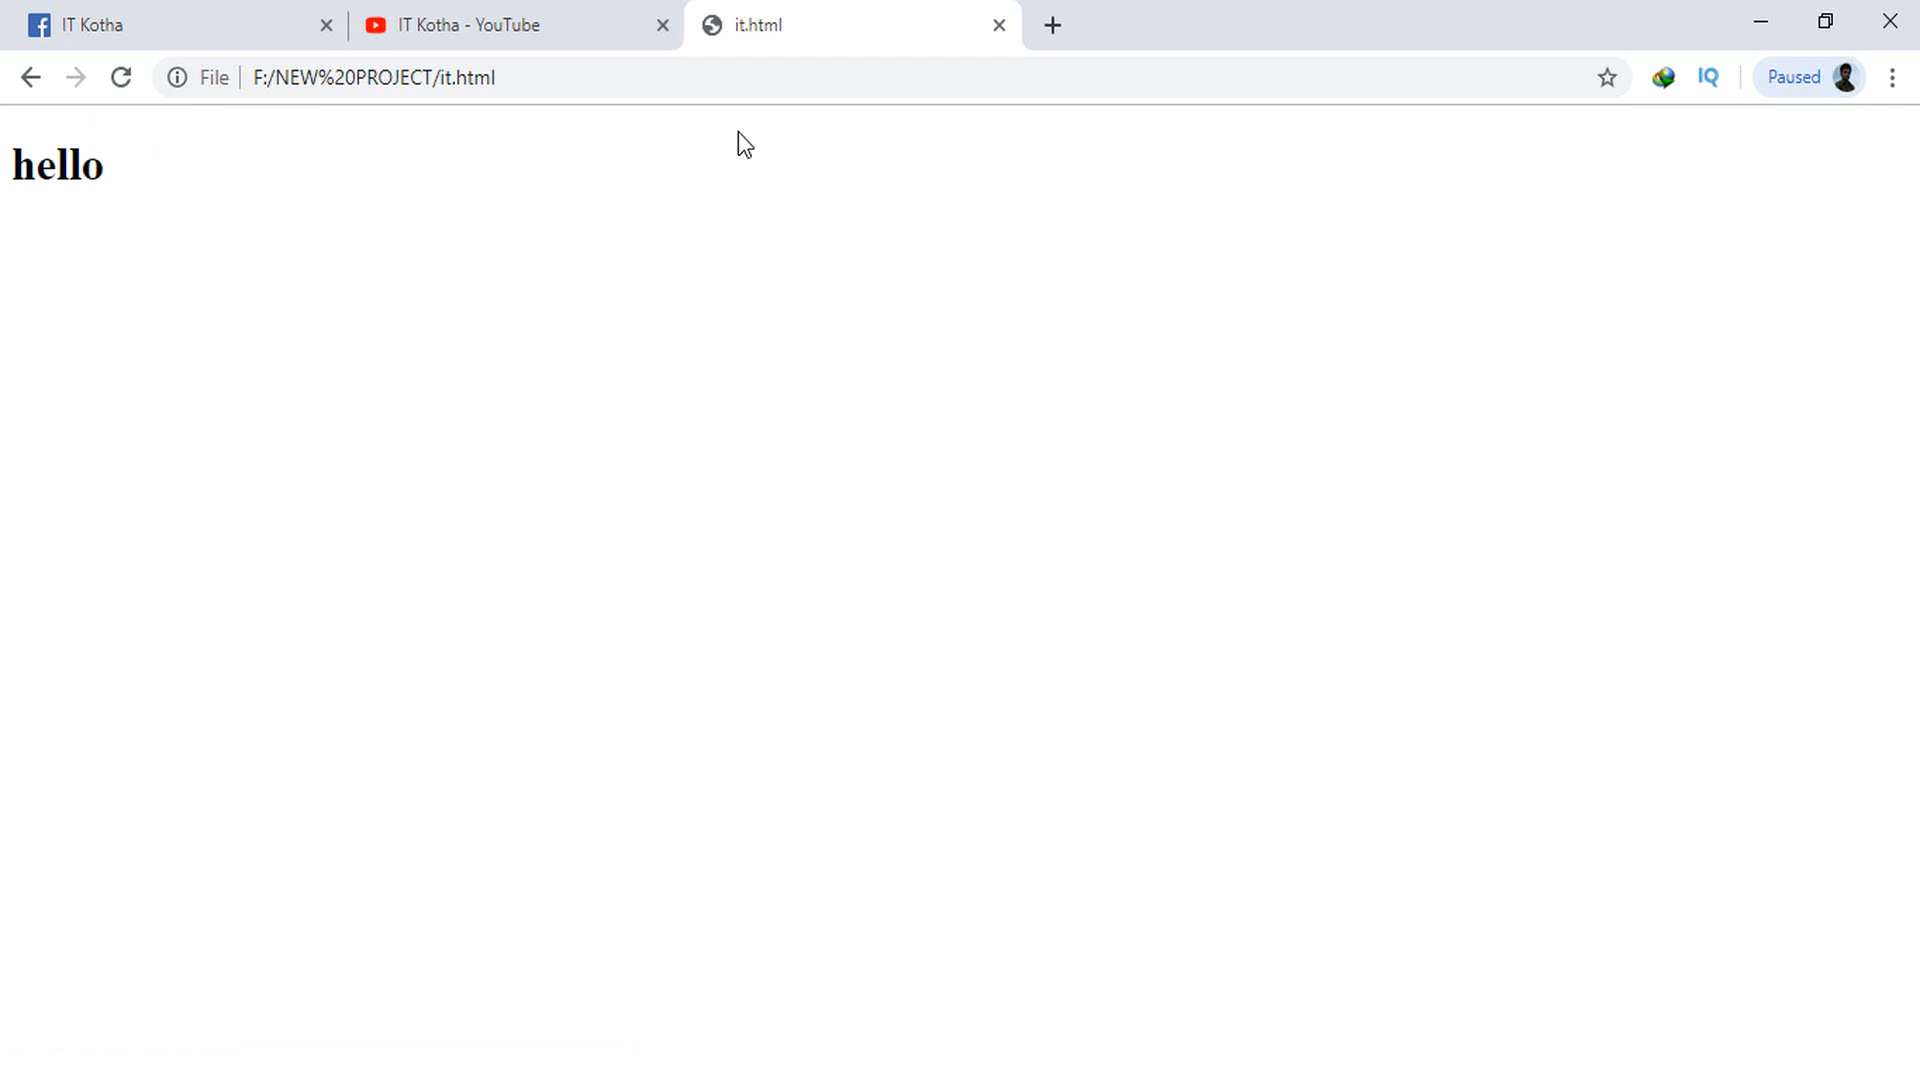 IT Kotha
IT Kotha - YouTube
it.html
File
F:/NEW%20PROJECT/it.html
IQ
Paused
hello